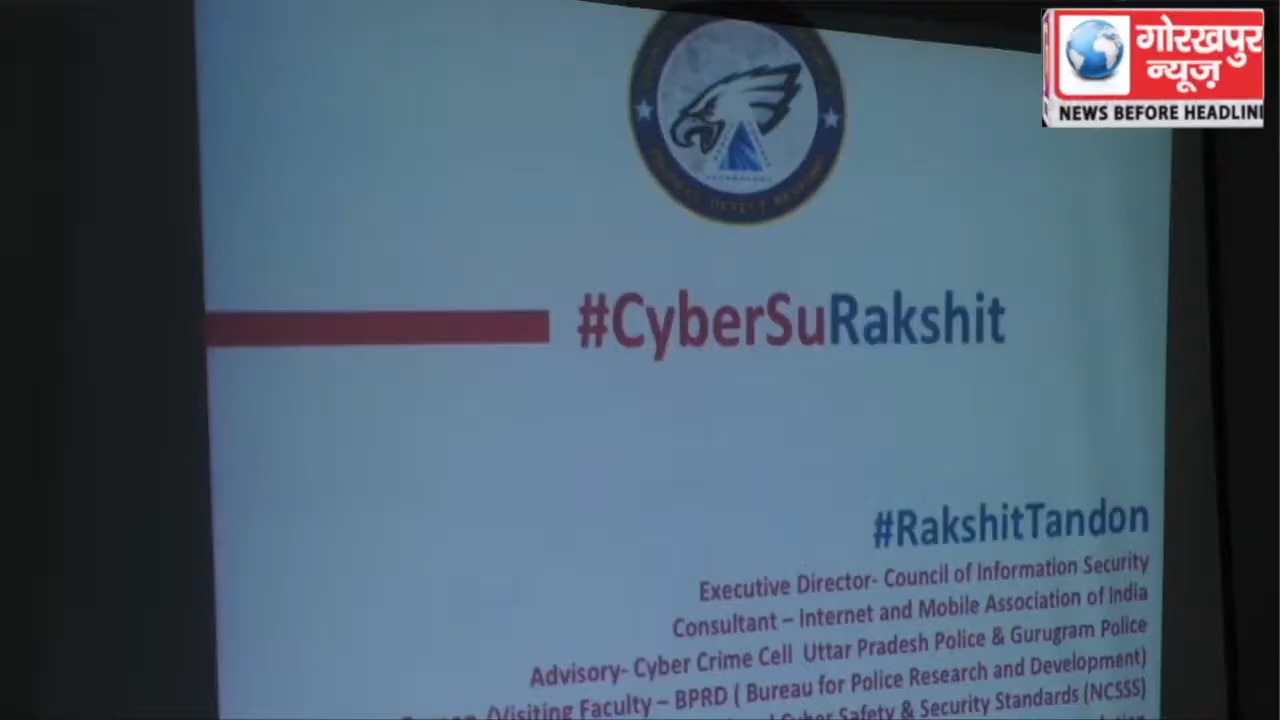 गोरखपुर
न्यूज़
NEWS BEFORE HEADLIN
#CyberSuRakshit
#RakshitTandon
Executive Director- Council of Information Security
Consultant – Internet and Mobile Association of India
Advisory- Cyber Crime Cell Uttar Pradesh Police & Gurugram Police
/Visiting Faculty – BPRD ( Bureau for Police Research and Development)
Cyber Safety & Security Standards (NCSSS)